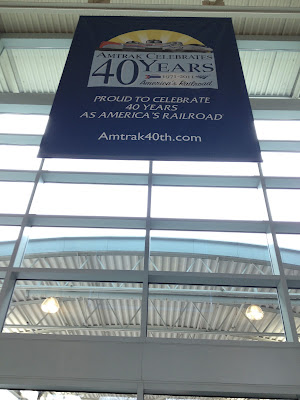 AMTRAK CELEBRATES
40 YEARS
1971-2011
America's Railroad
PROUD TO CELEBRATE
40 YEARS
AS AMERICA'S RAILROAD
Amtrak40th.com